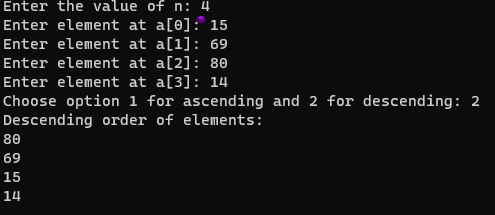 Enter the value of n: 4
Enter element at a[0]: 15
Enter element at a[1]: 69
Enter element at a[2]: 80
Enter element at a[3]: 14
Choose option 1 for ascending and 2 for descending: 2
Descending order of elements:
80
69
15
14